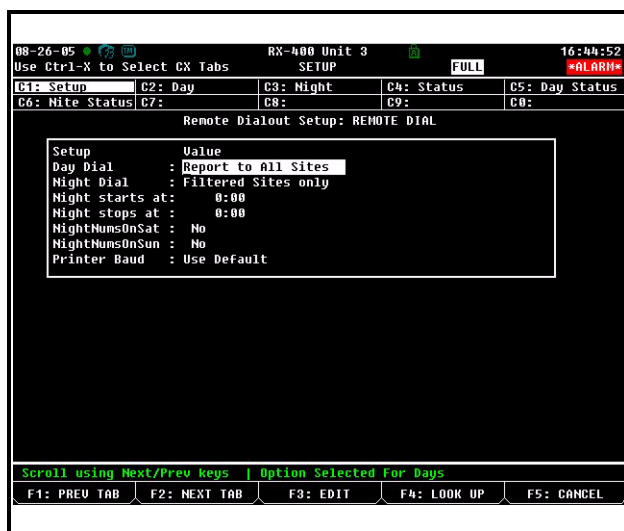 08-26-05 RX-400 Unit 3 16:44:52
Use Ctrl-X to Select CX Tabs SETUP FULL *ALARM*
C1: Setup C2: Day C3: Night C4: Status C5: Day Status
C6: Nite Status C7: C8: C9: C0:
Remote Dialout Setup: REMOTE DIAL
Setup Value
Day Dial : Report to All Sites
Night Dial : Filtered Sites only
Night starts at: 0:00
Night stops at : 0:00
NightNumsOnSat : No
NightNumsOnSun : No
Printer Baud : Use Default
Scroll using Next/Prev keys | Option Selected For Days
F1: PREV TAB F2: NEXT TAB F3: EDIT F4: LOOK UP F5: CANCEL